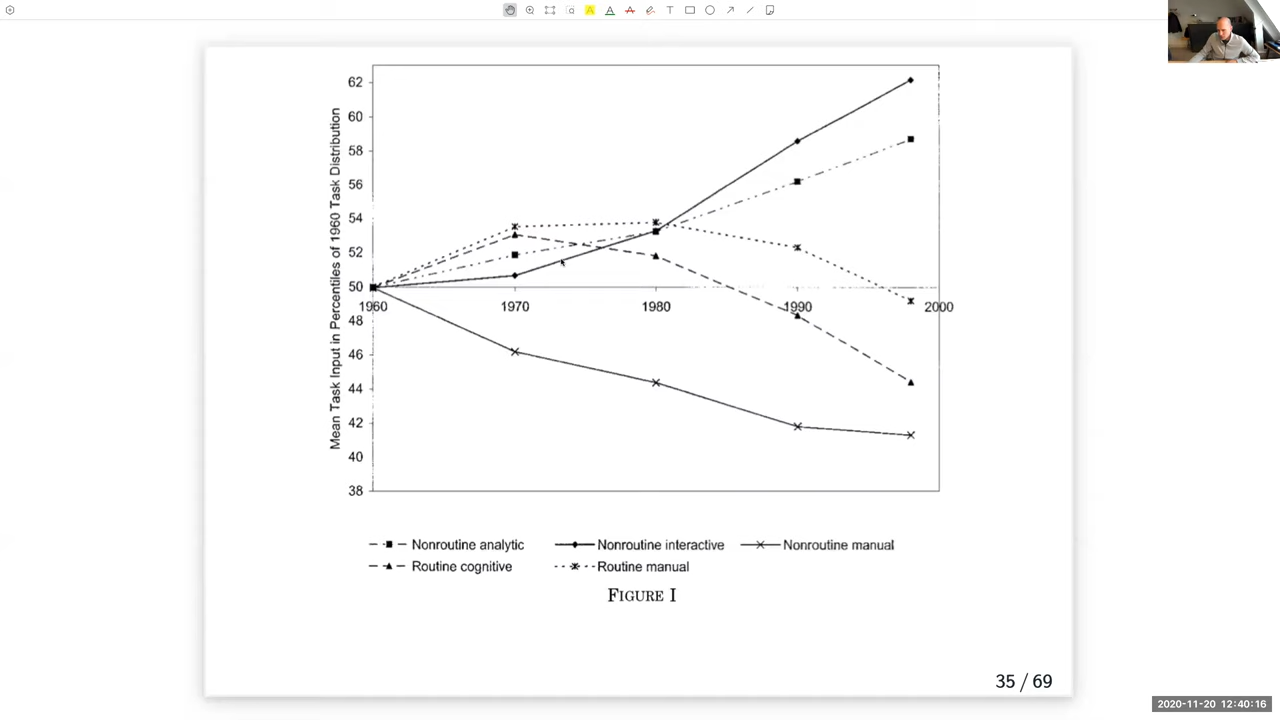 Mean Task Input in Percentiles of 1960 Task Distribution
62
60
58
56
54
52
50
1960 1970 1980 1990 2000
48
46
44
42
40
38
Nonroutine analytic Nonroutine interactive Nonroutine manual
Routine cognitive Routine manual
FIGURE I
35 / 69
2020-11-20 12:40:16